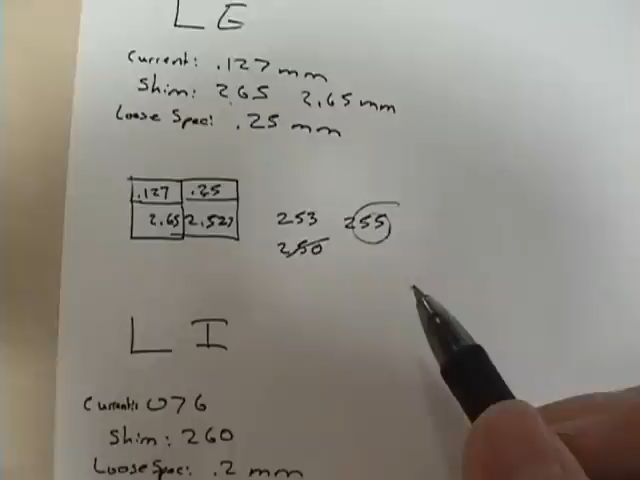 L G
Current: .127 mm
Shim: 265 2.65 mm
Loose Spec: .25 mm
.127 .25
2.65 2.527
253 255
250
L I
Current: 076
Shim: 260
Loose Spec: .2 mm